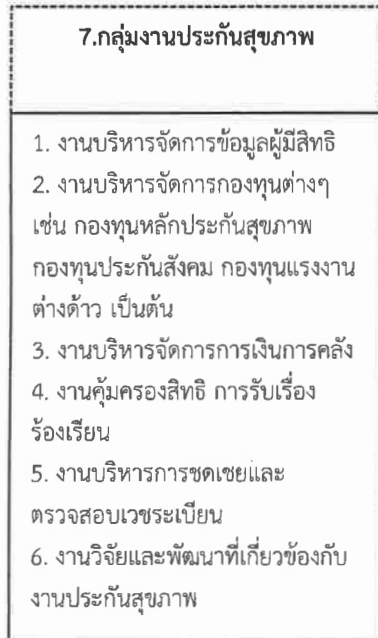 7.กลุ่มงานประกันสุขภาพ
1. งานบริหารจัดการข้อมูลผู้มีสิทธิ
2. งานบริหารจัดการกองทุนต่างๆ
เช่น กองทุนหลักประกันสุขภาพ
กองทุนประกันสังคม กองทุนแรงงาน
ต่างด้าว เป็นต้น
3. งานบริหารจัดการการเงินการคลัง
4. งานคุ้มครองสิทธิ การรับเรื่อง
ร้องเรียน
5. งานบริหารการชดเชยและ
ตรวจสอบเวชระเบียน
6. งานวิจัยและพัฒนาที่เกี่ยวข้องกับ
งานประกันสุขภาพ